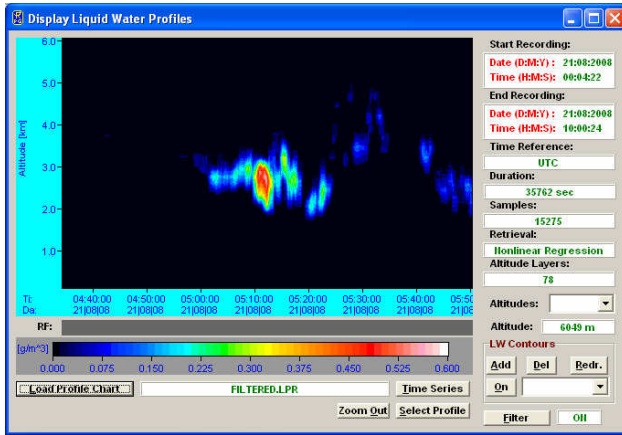 Display Liquid Water Profiles
6.0
5.0
4.0
3.0
2.0
1.0
Altitude [km]
Ti: 04:40:00 04:50:00 05:00:00 05:10:00 05:20:00 05:30:00 05:40:00 05:50
Da: 21|08|08 21|08|08 21|08|08 21|08|08 21|08|08 21|08|08 21|08|08 21|0
RF:
[g/m^3]
0.000 0.075 0.150 0.225 0.300 0.375 0.450 0.525 0.600
Load Profile Chart FILTERED.LPR Time Series
Zoom Out Select Profile
Start Recording:
Date (D:M:Y) : 21:08:2008
Time (H:M:S) : 00:04:22
End Recording:
Date (D:M:Y) : 21:08:2008
Time (H:M:S) : 10:00:24
Time Reference:
UTC
Duration:
35762 sec
Samples:
15275
Retrieval:
Nonlinear Regression
Altitude Layers:
78
Altitudes:
Altitude: 6049 m
LW Contours
Add Del Redr.
On
Filter